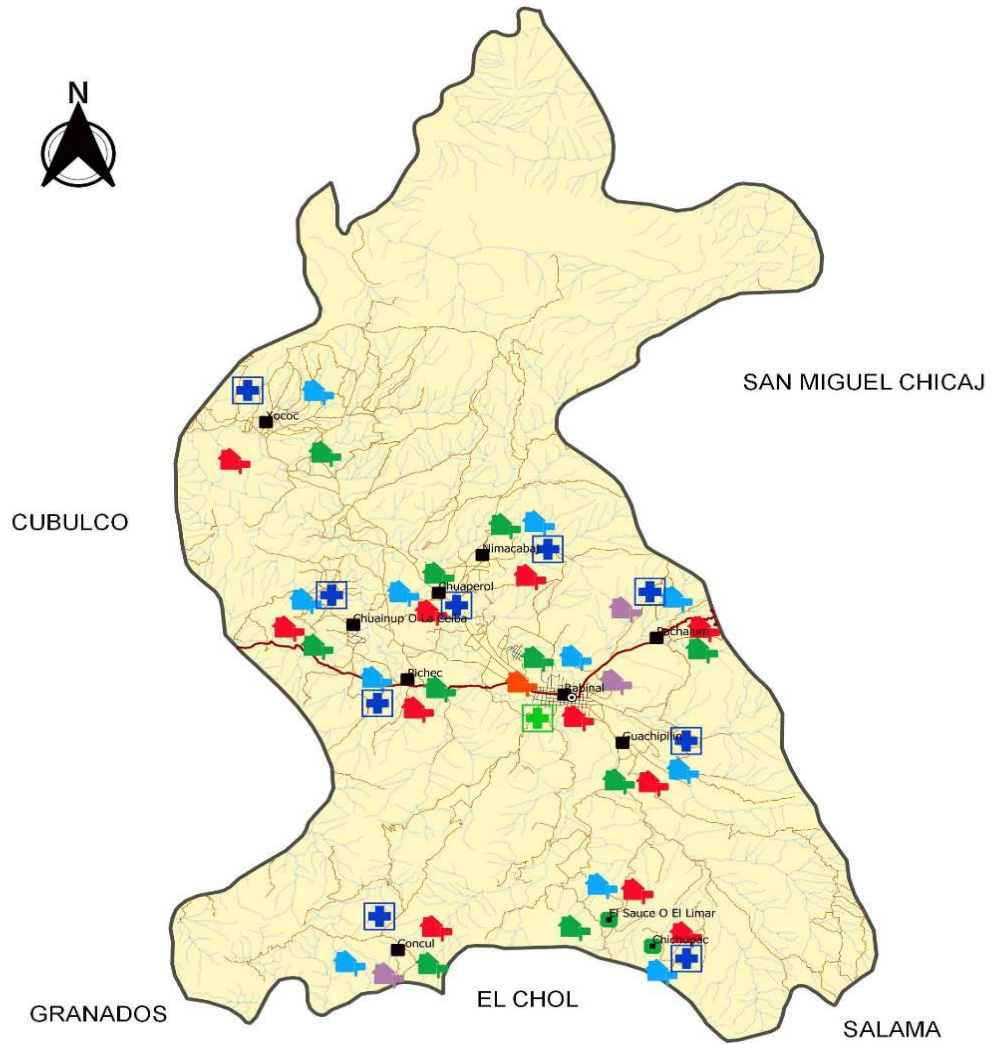 N
SAN MIGUEL CHICAJ
Xococ
CUBULCO
Nimacabaj
Chuaperol
Chuainup O La Ceiba
Pachalum
Pichec
Rabinal
Guachipilin
El Sauce O El Limar
Chichupac
Concul
EL CHOL
GRANADOS
SALAMA